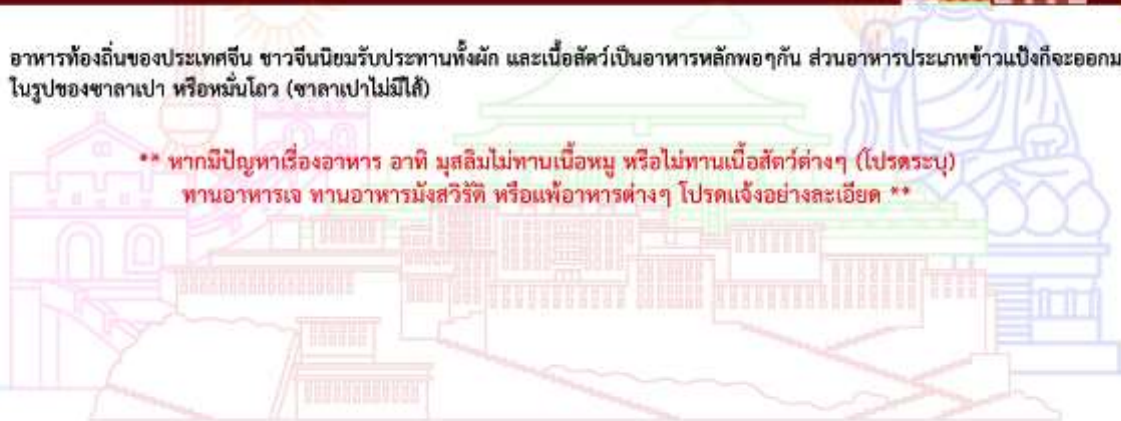 อาหารท้องถิ่นของประเทศจีน ชาวจีนนิยมรับประทานทั้งผัก และเนื้อสัตว์เป็นอาหารหลักพอๆกัน ส่วนอาหารประเภทข้าวแป้งก็จะออกม
ในรูปของซาลาเปา หรือหมั่นโถว (ซาลาเปาไม่มีไส้)
** หากมีปัญหาเรื่องอาหาร อาทิ มุสลิมไม่ทานเนื้อหมู หรือไม่ทานเนื้อสัตว์ต่างๆ (โปรดระบุ)
ทานอาหารเจ ทานอาหารมังสวิรัติ หรือแพ้อาหารต่างๆ โปรดแจ้งอย่างละเอียด **